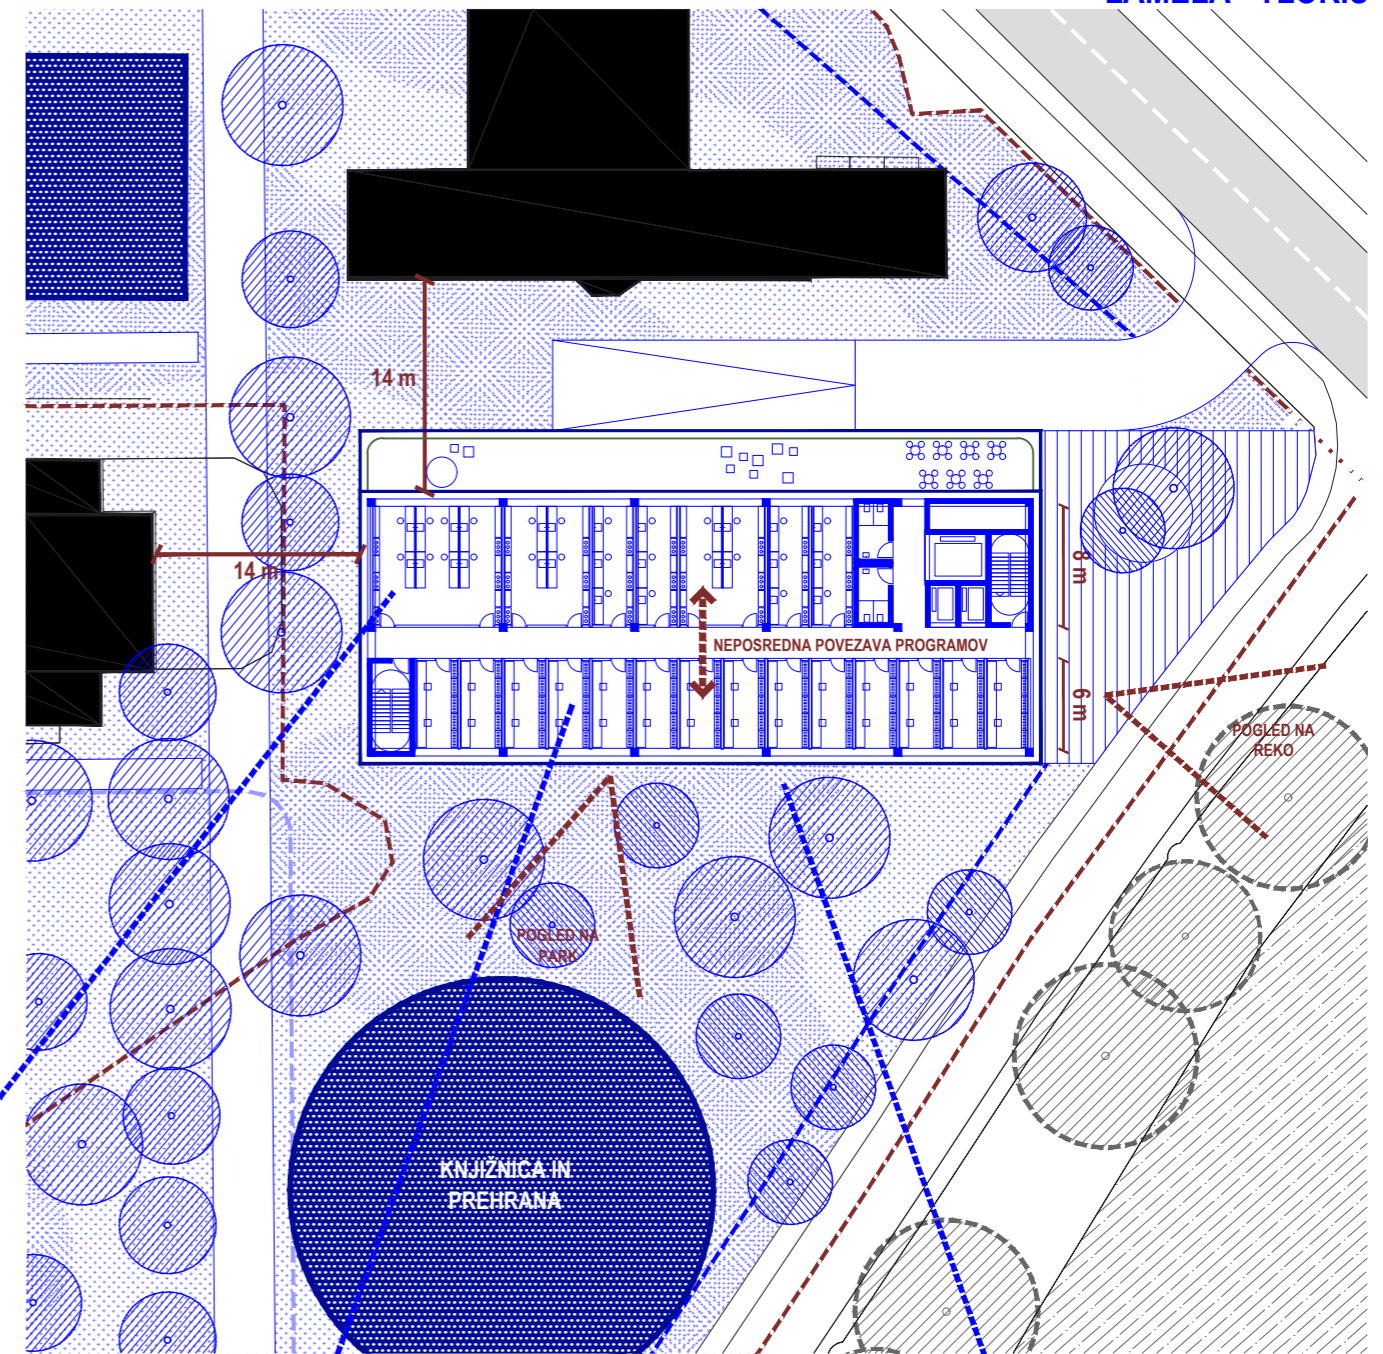 14 m
14 m
8 m
NEPOSREDNA POVEZAVA PROGRAMOV
6 m
POGLED NA
REKO
POGLED NA
PARK
KNJIŽNICA IN
PREHRANA